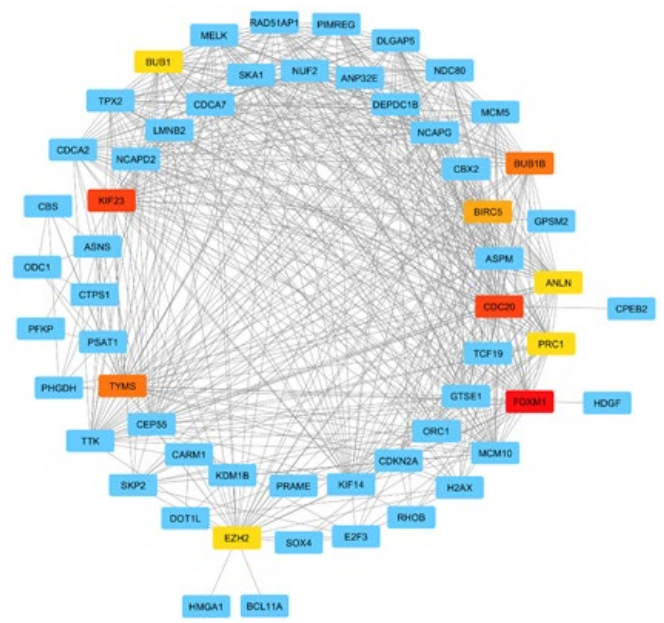 RAD51AP1
PIMREG
MELK
DLGAP5
BUB1
SKA1
NUF2
ANP32E
NDC80
TPX2
CDCA7
DEPDC1B
MCM5
LMNB2
NCAPG
CDCA2
NCAPD2
CBX2
BUB1B
KIF23
CBS
BIRC5
GPSM2
ASNS
ASPM
ODC1
CTPS1
ANLN
CDC20
CPEB2
PFKP
PSAT1
PRC1
TCF19
PHGDH
TYMS
GTSE1
FOXM1
HDGF
CEP55
TTK
ORC1
CARM1
MCM10
CDKN2A
SKP2
KDM1B
PRAME
KIF14
H2AX
DOT1L
RHOB
EZH2
SOX4
E2F3
HMGA1
BCL11A